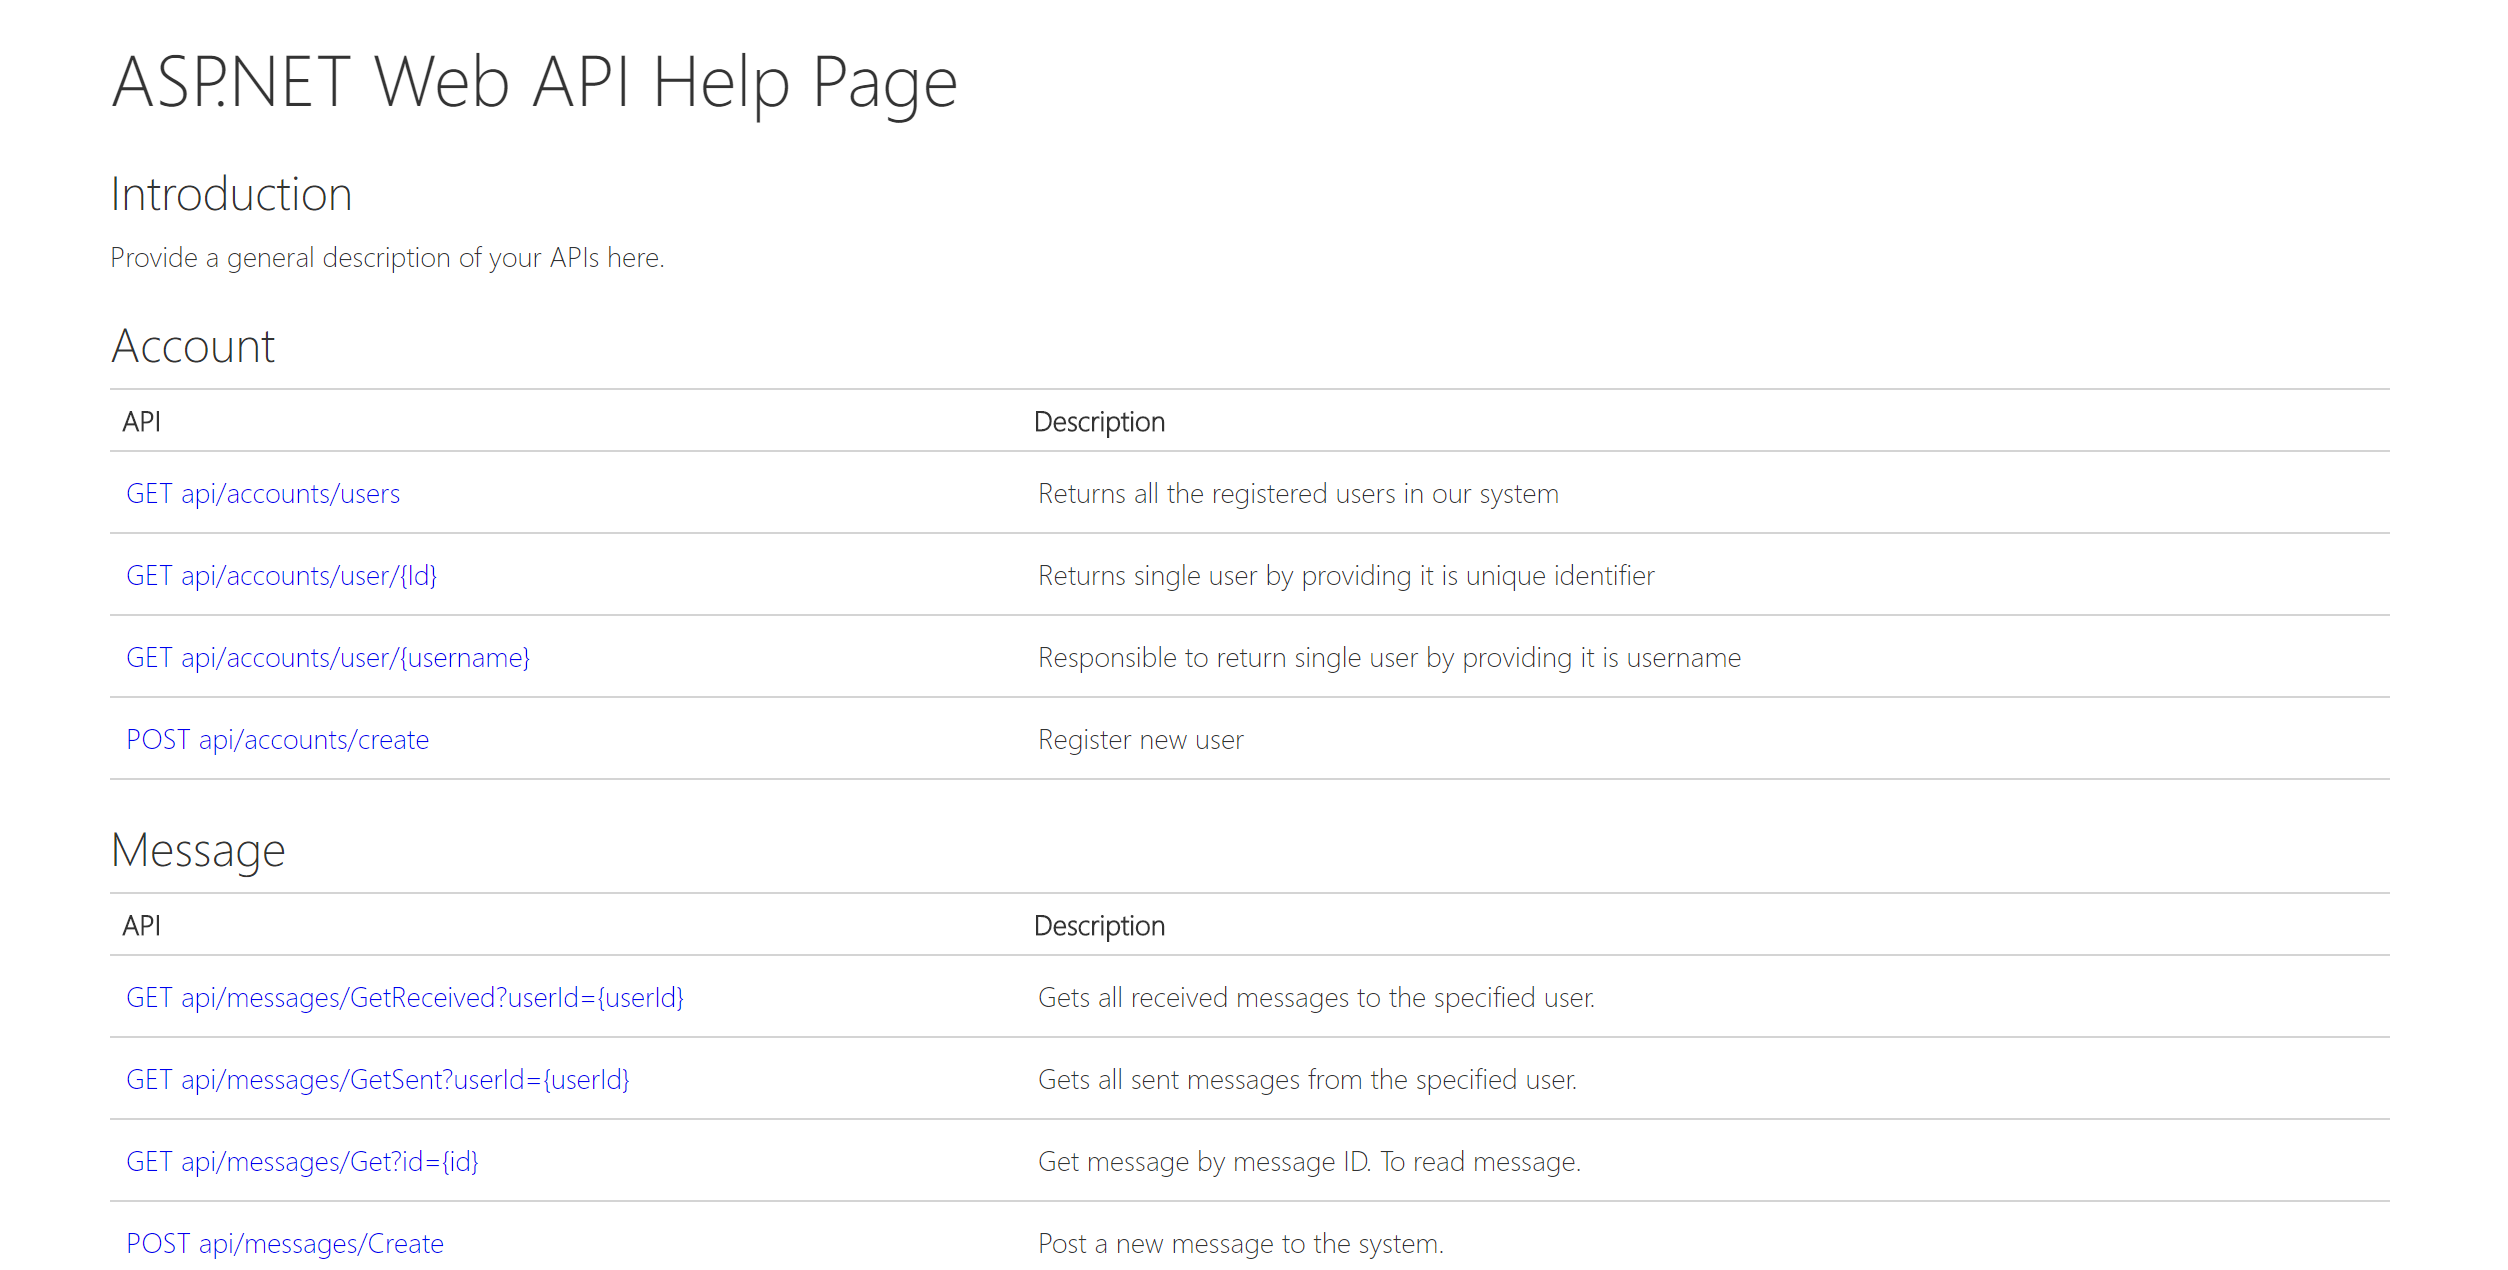 ASP.NET Web API Help Page
Introduction
Provide a general description of your APIs here.
Account
API Description
GET api/accounts/users Returns all the registered users in our system
GET api/accounts/user/{Id} Returns single user by providing it is unique identifier
GET api/accounts/user/{username} Responsible to return single user by providing it is username
POST api/accounts/create Register new user
Message
API Description
GET api/messages/GetReceived?userId={userId} Gets all received messages to the specified user.
GET api/messages/GetSent?userId={userId} Gets all sent messages from the specified user.
GET api/messages/Get?id={id} Get message by message ID. To read message.
POST api/messages/Create Post a new message to the system.